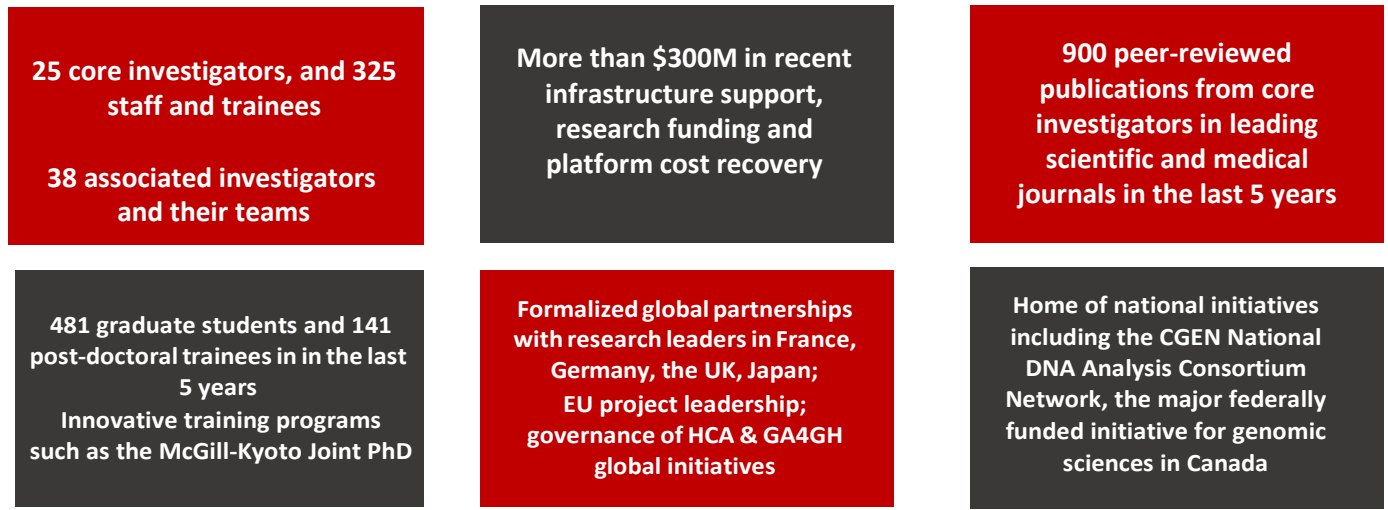 25 core investigators, and 325
staff and trainees
38 associated investigators
and their teams
More than $300M in recent
infrastructure support,
research funding and
platform cost recovery
900 peer-reviewed
publications from core
investigators in leading
scientific and medical
journals in the last 5 years
481 graduate students and 141
post-doctoral trainees in in the last
5 years
Innovative training programs
such as the McGill-Kyoto Joint PhD
Formalized global partnerships
with research leaders in France,
Germany, the UK, Japan;
EU project leadership;
governance of HCA & GA4GH
global initiatives
Home of national initiatives
including the CGEN National
DNA Analysis Consortium
Network, the major federally
funded initiative for genomic
sciences in Canada